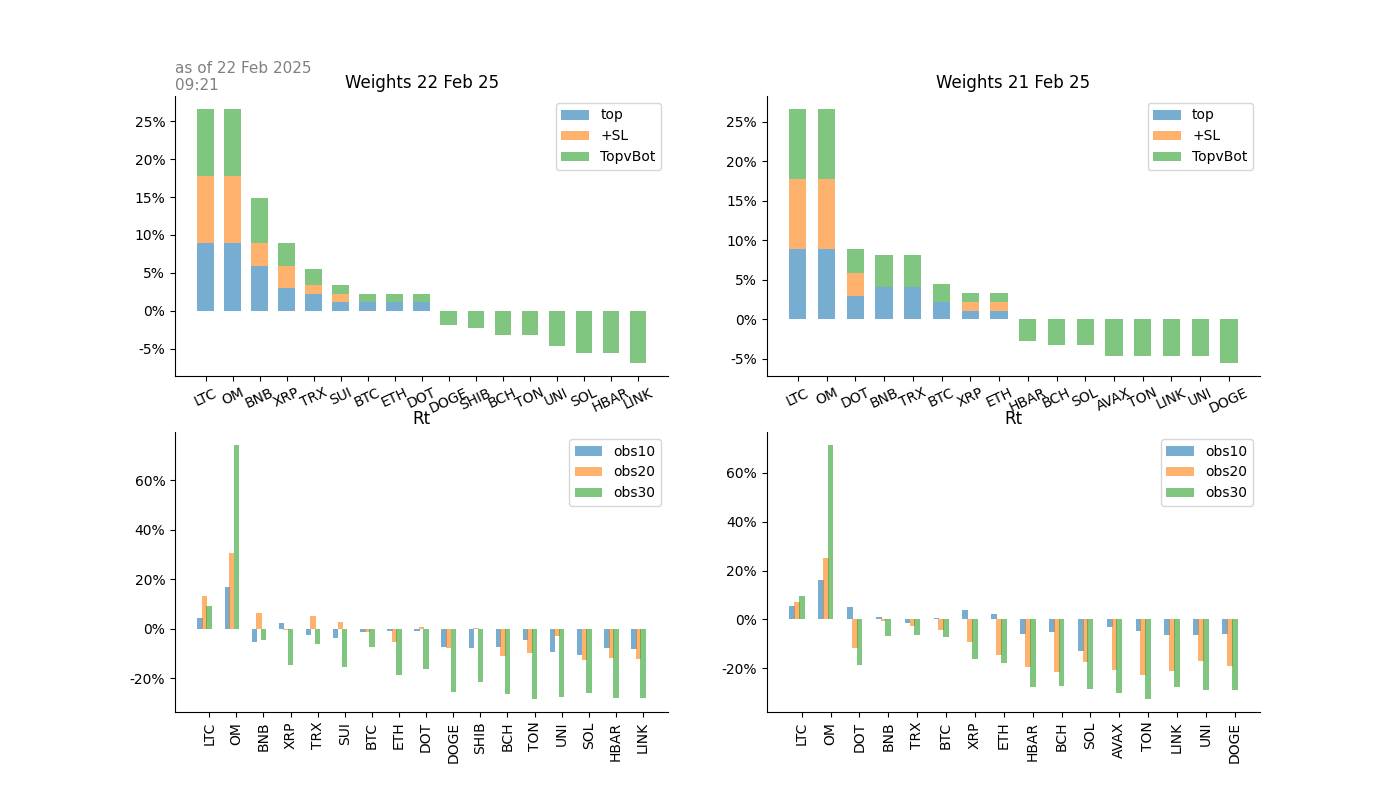 as of 22 Feb 2025
09:21
Weights 22 Feb 25
25%
20%
15%
10%
5%
0%
-5%
top
+SL
TopvBot
LTC OM BNB XRP TRX SUI BTC ETH DOT DOGE SHIB BCH TON UNI SOL HBAR LINK
Weights 21 Feb 25
25%
20%
15%
10%
5%
0%
-5%
top
+SL
TopvBot
LTC OM DOT BNB TRX BTC XRP ETH HBAR BCH SOL AVAX TON LINK UNI DOGE
Rt
60%
40%
20%
0%
-20%
obs10
obs20
obs30
LTC OM BNB XRP TRX SUI BTC ETH DOT DOGE SHIB BCH TON UNI SOL HBAR LINK
Rt
60%
40%
20%
0%
-20%
obs10
obs20
obs30
LTC OM DOT BNB TRX BTC XRP ETH HBAR BCH SOL AVAX TON LINK UNI DOGE